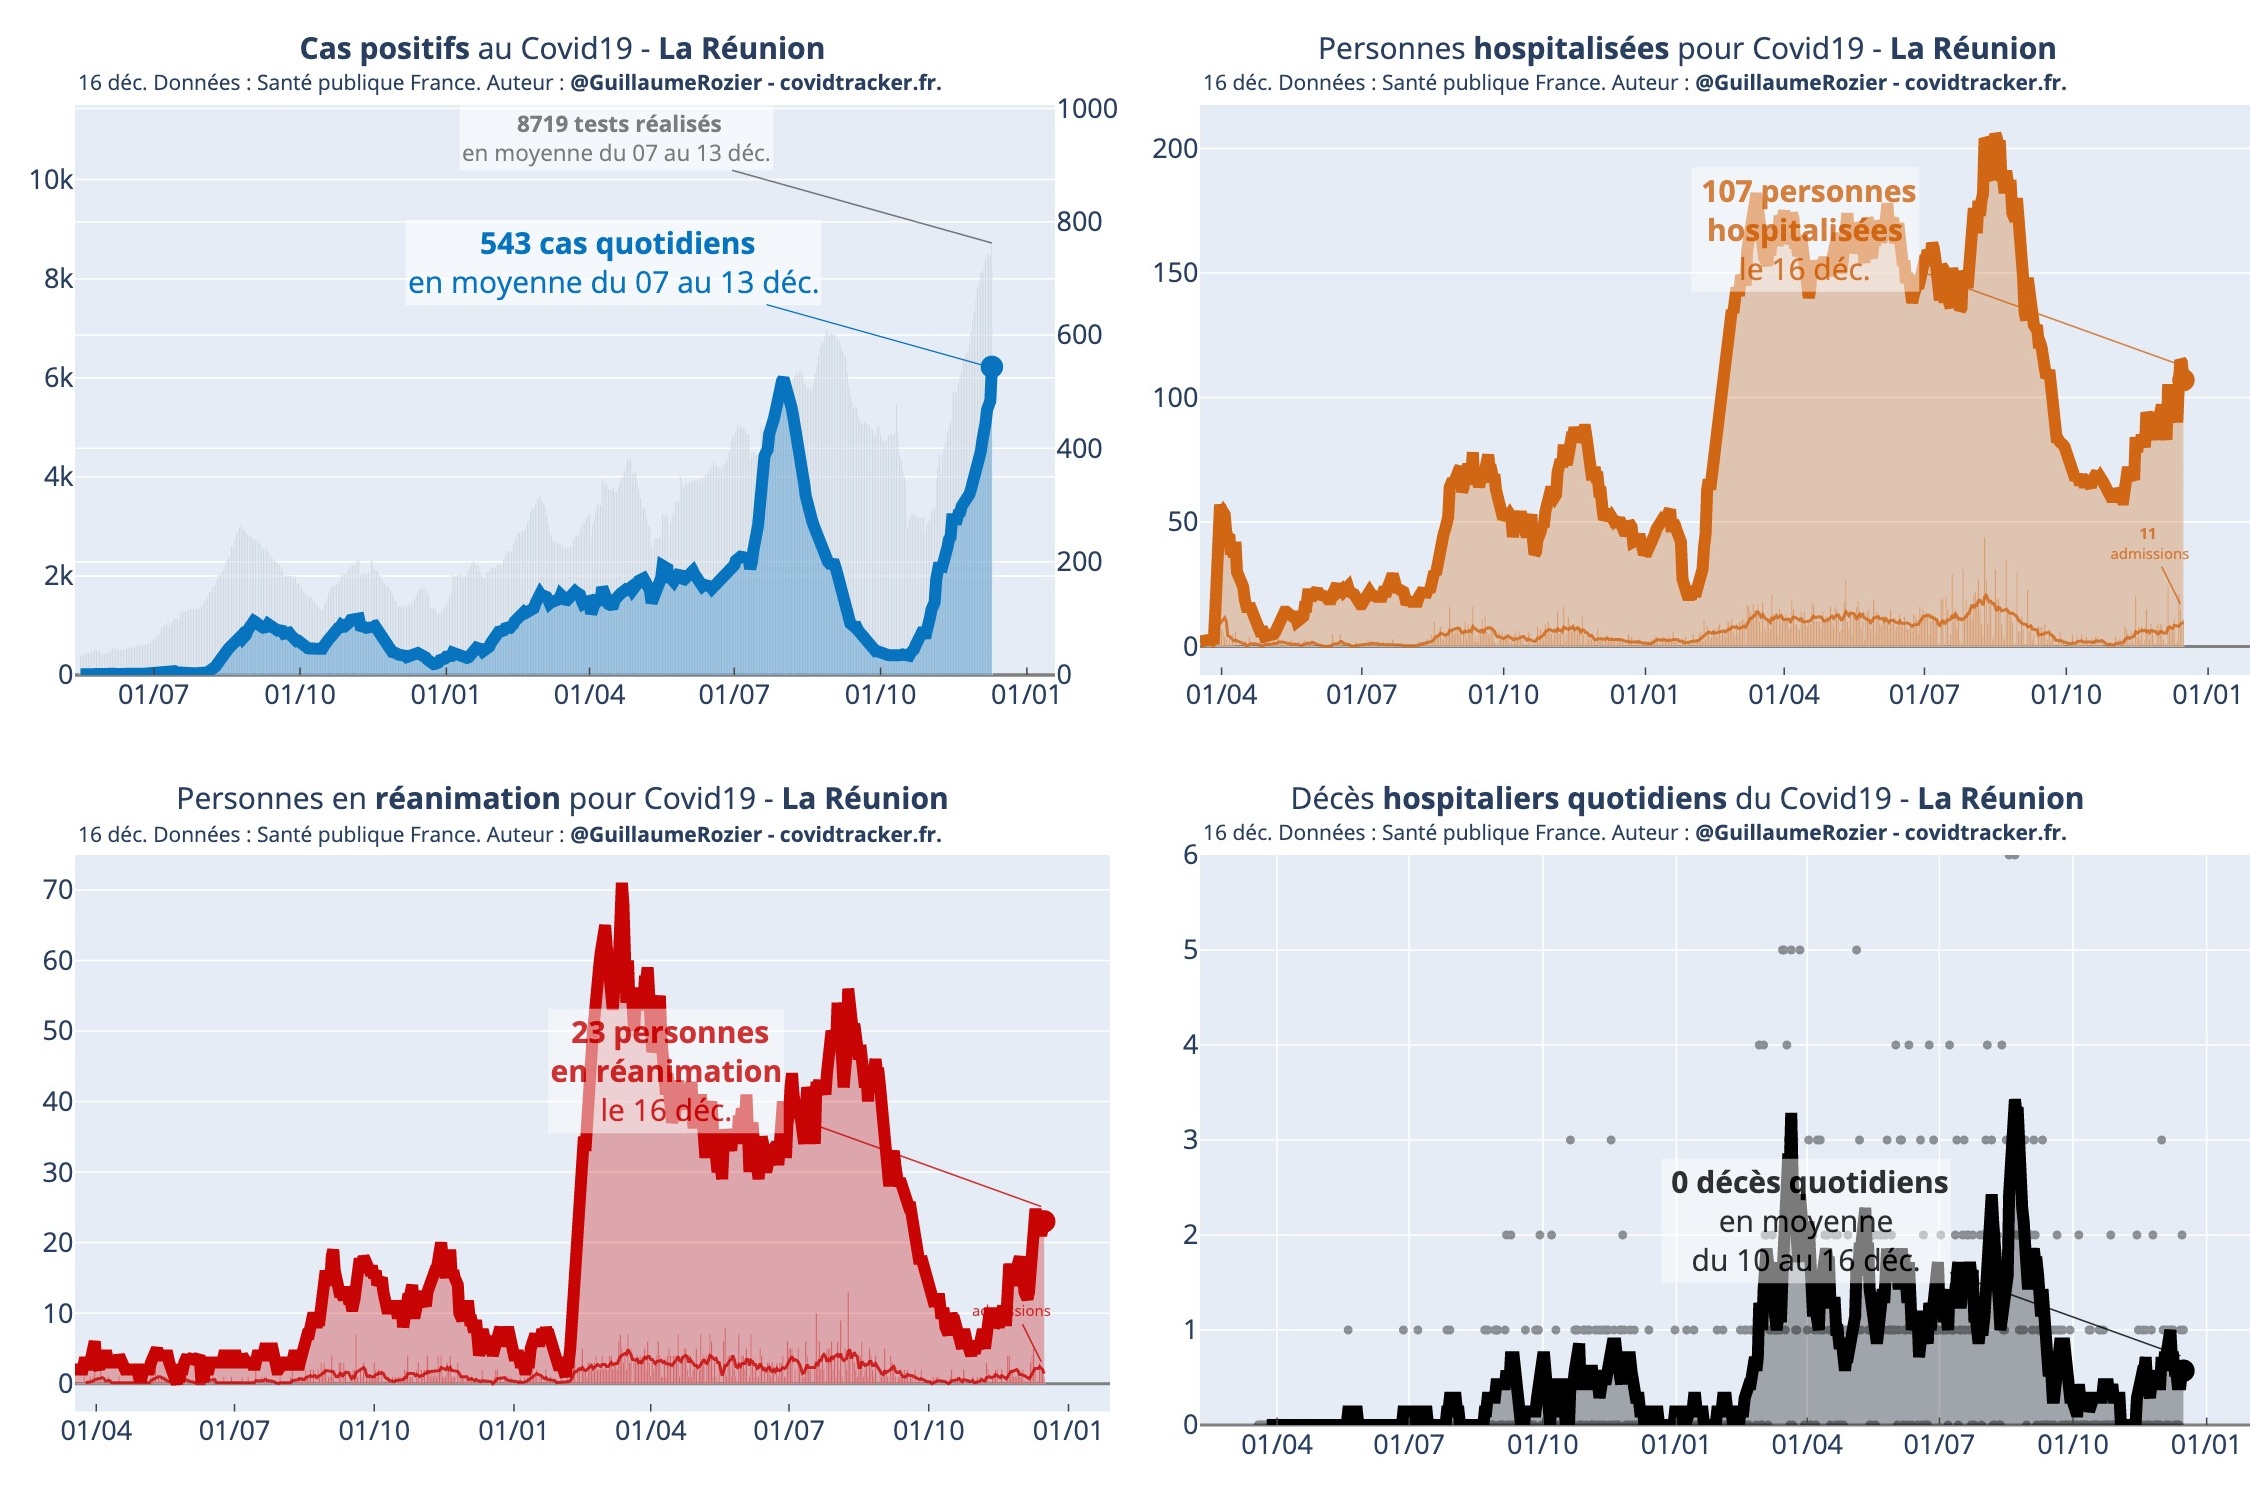 Cas positifs au Covid19 - La Réunion
16 déc. Données : Santé publique France. Auteur : @GuillaumeRozier - covidtracker.fr.
8719 tests réalisés
en moyenne du 07 au 13 déc.
543 cas quotidiens
en moyenne du 07 au 13 déc.
10k
8k
6k
4k
2k
0
1000
800
600
400
200
0
01/07 01/10 01/01 01/04 01/07 01/10 01/01
Personnes hospitalisées pour Covid19 - La Réunion
16 déc. Données : Santé publique France. Auteur : @GuillaumeRozier - covidtracker.fr.
107 personnes
hospitalisées
le 16 déc.
200
150
100
50
0
11
admissions
01/04 01/07 01/10 01/01 01/04 01/07 01/10 01/01
Personnes en réanimation pour Covid19 - La Réunion
16 déc. Données : Santé publique France. Auteur : @GuillaumeRozier - covidtracker.fr.
23 personnes
en réanimation
le 16 déc.
70
60
50
40
30
20
10
0
admissions
01/04 01/07 01/10 01/01 01/04 01/07 01/10 01/01
Décès hospitaliers quotidiens du Covid19 - La Réunion
16 déc. Données : Santé publique France. Auteur : @GuillaumeRozier - covidtracker.fr.
0 décès quotidiens
en moyenne
du 10 au 16 déc.
6
5
4
3
2
1
0
01/04 01/07 01/10 01/01 01/04 01/07 01/10 01/01